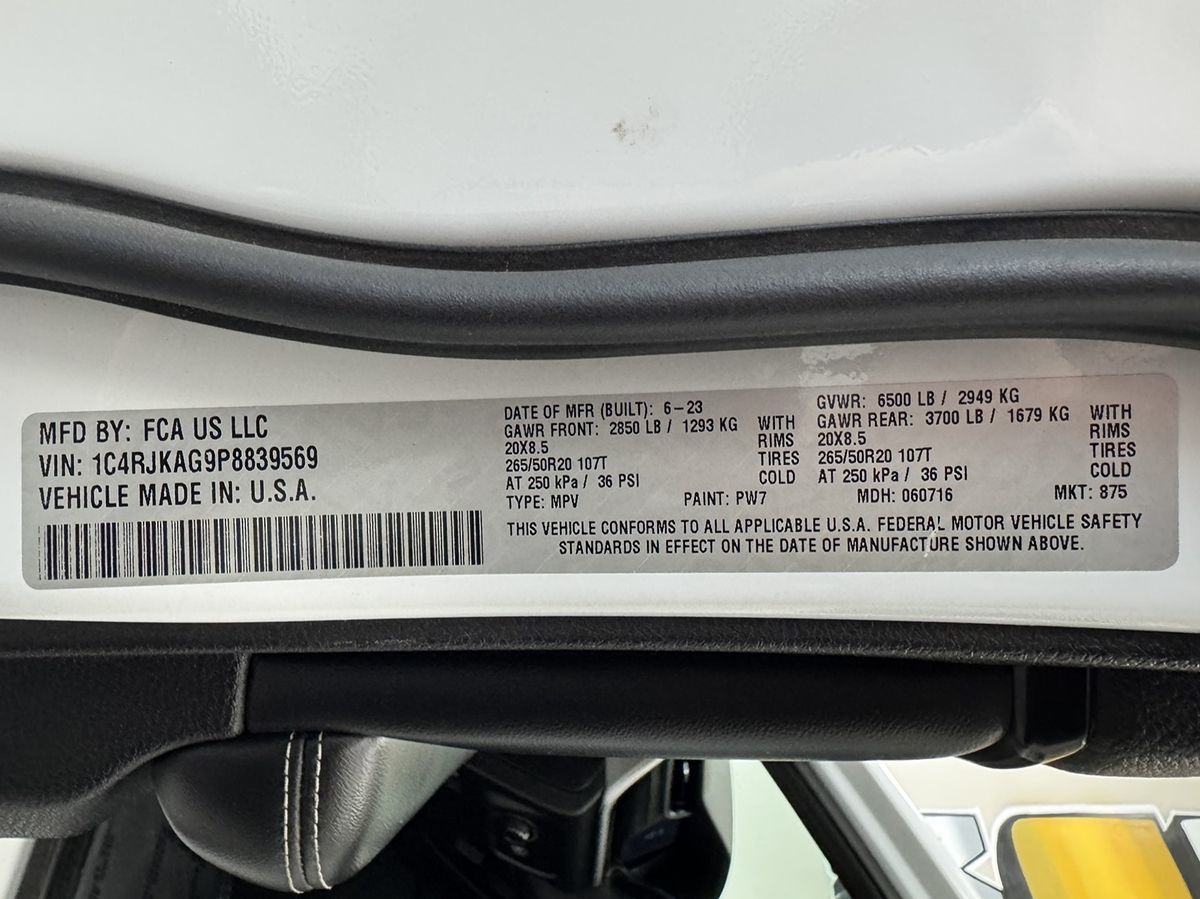 MFD BY: FCA US LLC
VIN: 1C4RJKAG9P8839569
VEHICLE MADE IN: U.S.A.
DATE OF MFR (BUILT): 6-23
GAWR FRONT: 2850 LB / 1293 KG WITH
20X8.5 RIMS
265/50R20 107T TIRES
AT 250 kPa / 36 PSI COLD
TYPE: MPV PAINT: PW7
GVWR: 6500 LB / 2949 KG
GAWR REAR: 3700 LB / 1679 KG WITH
20X8.5 RIMS
265/50R20 107T TIRES
AT 250 kPa / 36 PSI COLD
MDH: 060716 MKT: 875
THIS VEHICLE CONFORMS TO ALL APPLICABLE U.S.A. FEDERAL MOTOR VEHICLE SAFETY
STANDARDS IN EFFECT ON THE DATE OF MANUFACTURE SHOWN ABOVE.